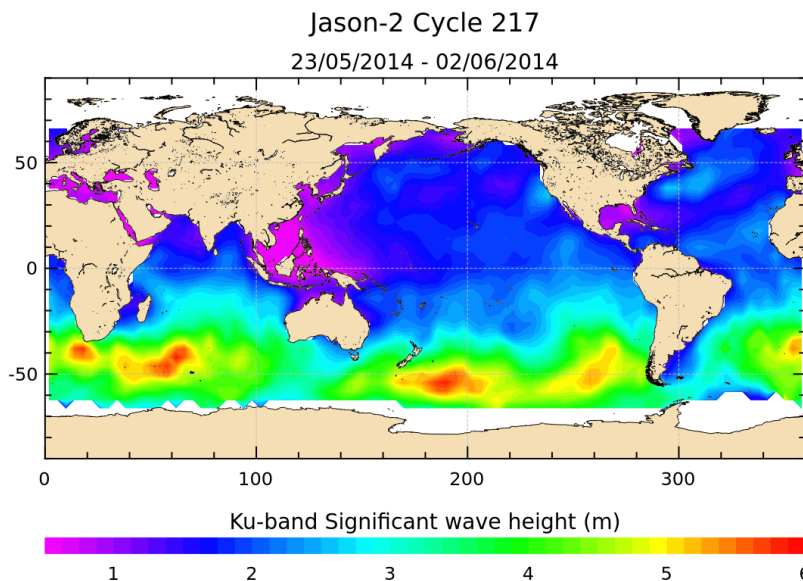 Jason-2 Cycle 217
23/05/2014 - 02/06/2014
50
0
-50
0 100 200 300
Ku-band Significant wave height (m)
1 2 3 4 5 6